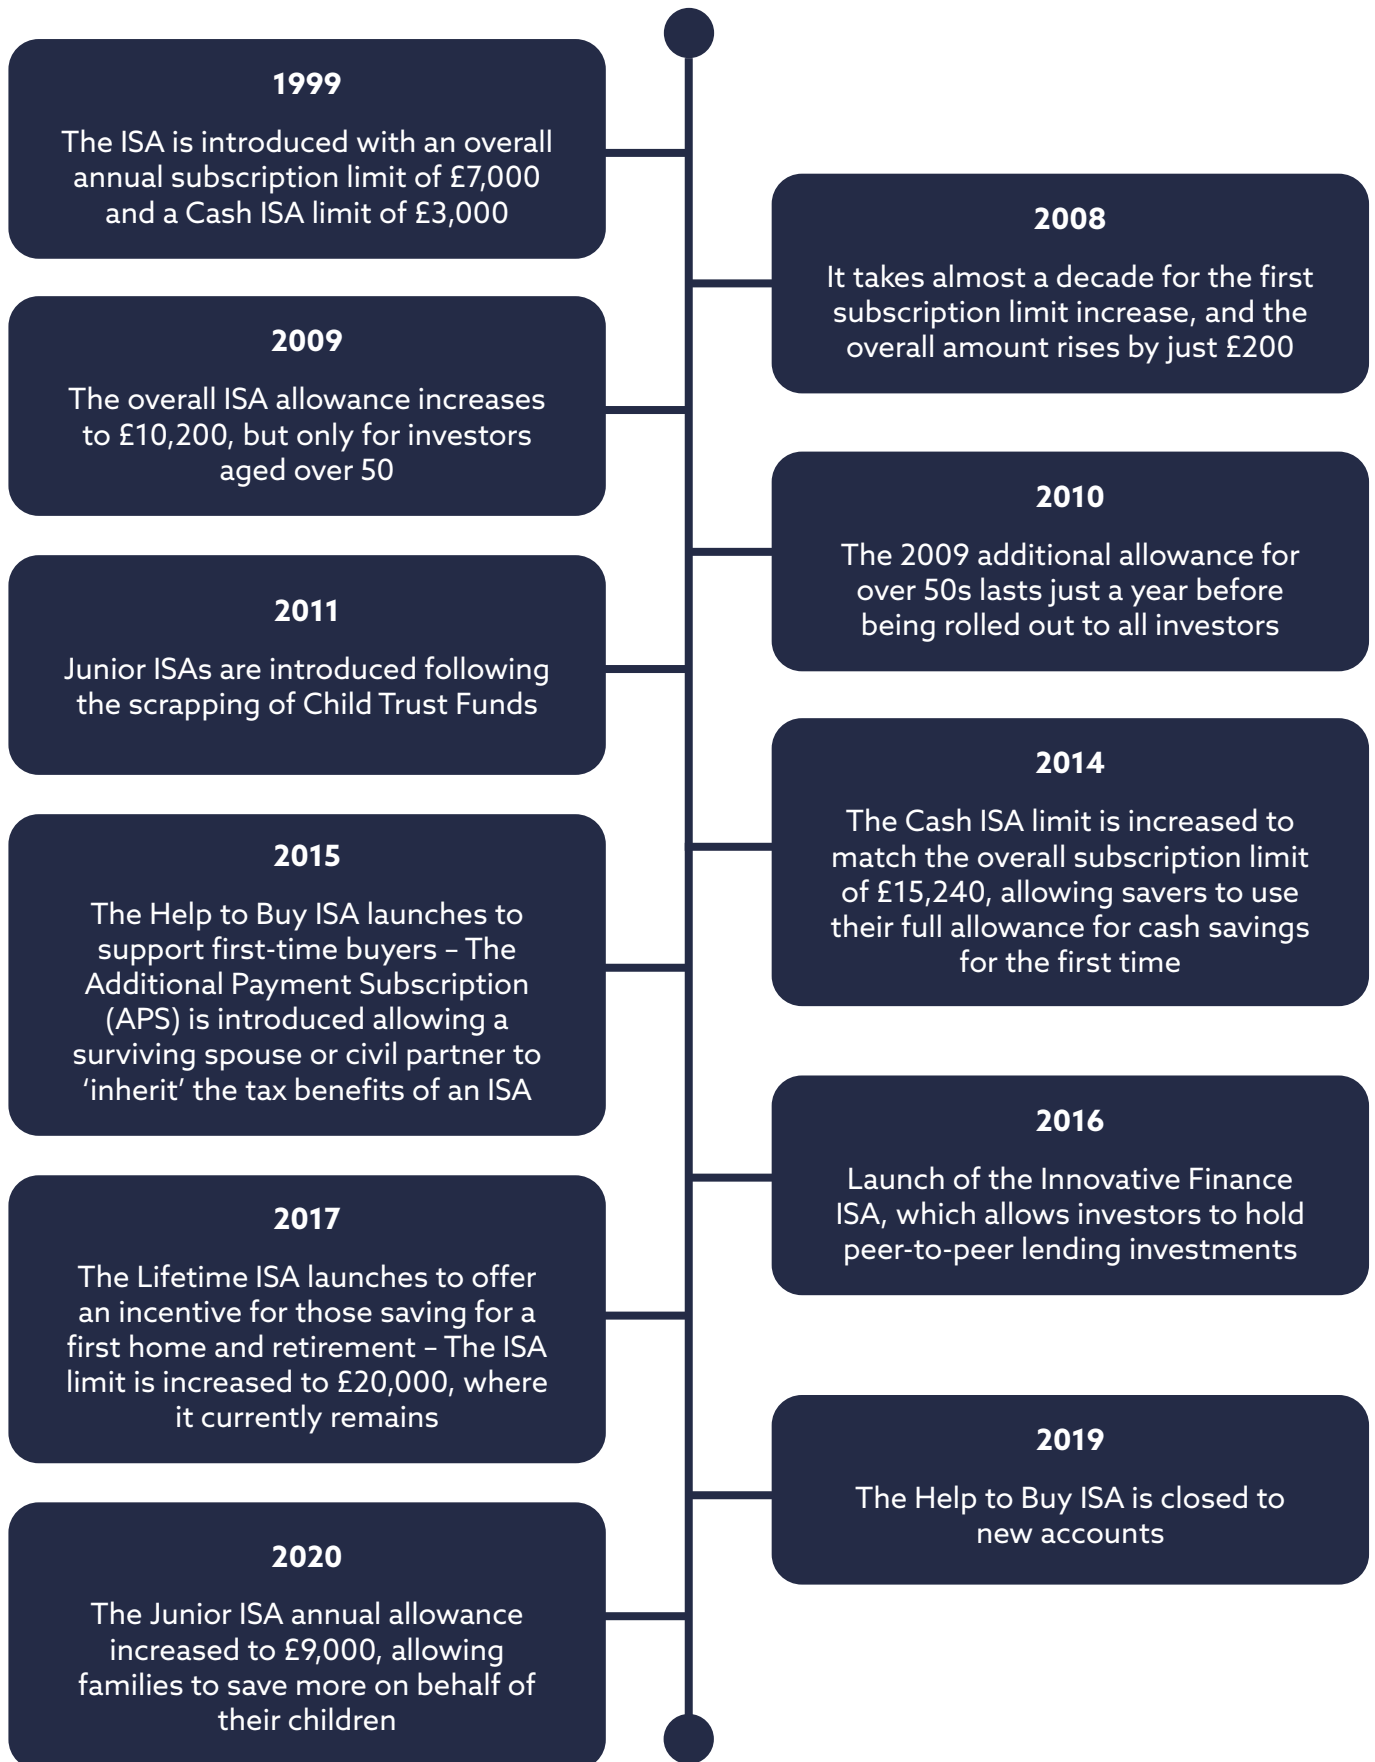 1999
The ISA is introduced with an overall
annual subscription limit of £7,000
and a Cash ISA limit of £3,000
2008
It takes almost a decade for the first
subscription limit increase, and the
overall amount rises by just £200
2009
The overall ISA allowance increases
to £10,200, but only for investors
aged over 50
2010
The 2009 additional allowance for
over 50s lasts just a year before
being rolled out to all investors
2011
Junior ISAs are introduced following
the scrapping of Child Trust Funds
2014
The Cash ISA limit is increased to
match the overall subscription limit
of £15,240, allowing savers to use
their full allowance for cash savings
for the first time
2015
The Help to Buy ISA launches to
support first-time buyers – The
Additional Payment Subscription
(APS) is introduced allowing a
surviving spouse or civil partner to
‘inherit’ the tax benefits of an ISA
2016
Launch of the Innovative Finance
ISA, which allows investors to hold
peer-to-peer lending investments
2017
The Lifetime ISA launches to offer
an incentive for those saving for a
first home and retirement – The ISA
limit is increased to £20,000, where
it currently remains
2019
The Help to Buy ISA is closed to
new accounts
2020
The Junior ISA annual allowance
increased to £9,000, allowing
families to save more on behalf of
their children